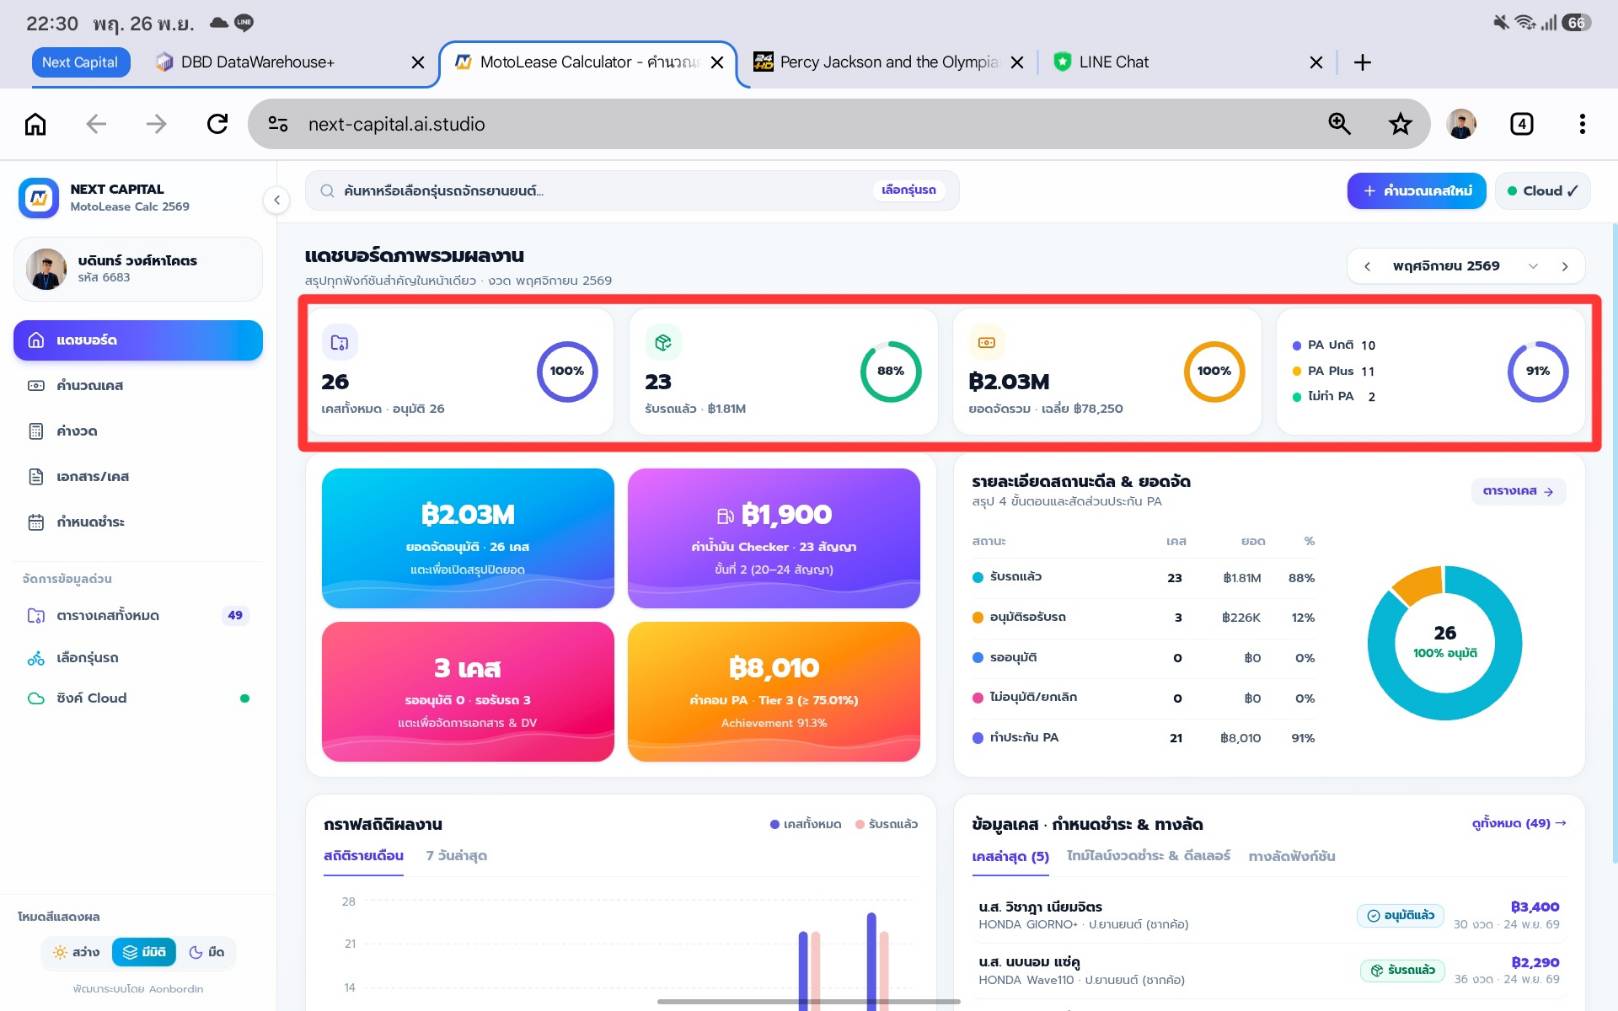 22:30 พฤ. 26 พ.ย. LINE 66
Next Capital DBD DataWarehouse+ MotoLease Calculator - คำนวณ Percy Jackson and the Olympia LINE Chat
next-capital.ai.studio 4
NEXT CAPITAL
MotoLease Calc 2569
บดินทร์ วงศ์หาโคตร
รหัส 6683
แดชบอร์ด
คำนวณเคส
ค่างวด
เอกสาร/เคส
กำหนดชำระ
จัดการข้อมูลด่วน
ตารางเคสทั้งหมด 49
เลือกรุ่นรถ
ซิงค์ Cloud
โหมดสีแสดงผล
สว่าง มีมิติ มืด
พัฒนาระบบโดย Aonbordin
ค้นหาหรือเลือกรุ่นรถจักรยานยนต์... เลือกรุ่นรถ
+ คำนวณเคสใหม่ Cloud ✓
แดชบอร์ดภาพรวมผลงาน
สรุปทุกฟังก์ชันสำคัญในหน้าเดียว · งวด พฤศจิกายน 2569
พฤศจิกายน 2569
26
เคสทั้งหมด · อนุมัติ 26
100%
23
รับรถแล้ว · ฿1.81M
88%
฿2.03M
ยอดจัดรวม · เฉลี่ย ฿78,250
100%
PA ปกติ 10
PA Plus 11
ไม่ทำ PA 2
91%
฿2.03M
ยอดจัดอนุมัติ · 26 เคส
แตะเพื่อเปิดสรุปปิดยอด
฿1,900
ค่าน้ำมัน Checker · 23 สัญญา
ขั้นที่ 2 (20–24 สัญญา)
3 เคส
รออนุมัติ 0 · รอรับรถ 3
แตะเพื่อจัดการเอกสาร & DV
฿8,010
ค่าคอม PA · Tier 3 (≥ 75.01%)
Achievement 91.3%
รายละเอียดสถานะดีล & ยอดจัด
สรุป 4 ขั้นตอนและสัดส่วนประกัน PA
ตารางเคส →
สถานะ เคส ยอด %
รับรถแล้ว 23 ฿1.81M 88%
อนุมัติรอรับรถ 3 ฿226K 12%
รออนุมัติ 0 ฿0 0%
ไม่อนุมัติ/ยกเลิก 0 ฿0 0%
ทำประกัน PA 21 ฿8,010 91%
26
100% อนุมัติ
กราฟสถิติผลงาน
เคสทั้งหมด รับรถแล้ว
สถิติรายเดือน 7 วันล่าสุด
28
21
14
ข้อมูลเคส · กำหนดชำระ & ทางลัด
ดูทั้งหมด (49) →
เคสล่าสุด (5) ไทม์ไลน์งวดชำระ & ดีลเลอร์ ทางลัดฟังก์ชัน
น.ส. วิชาฎา เนียมจิตร
HONDA GIORNO+ · ป.ยานยนต์ (ซากค้อ)
อนุมัติแล้ว
฿3,400
30 งวด · 24 พ.ย. 69
น.ส. นบนอม แซ่คู
HONDA Wave110 · ป.ยานยนต์ (ซากค้อ)
รับรถแล้ว
฿2,290
36 งวด · 24 พ.ย. 69